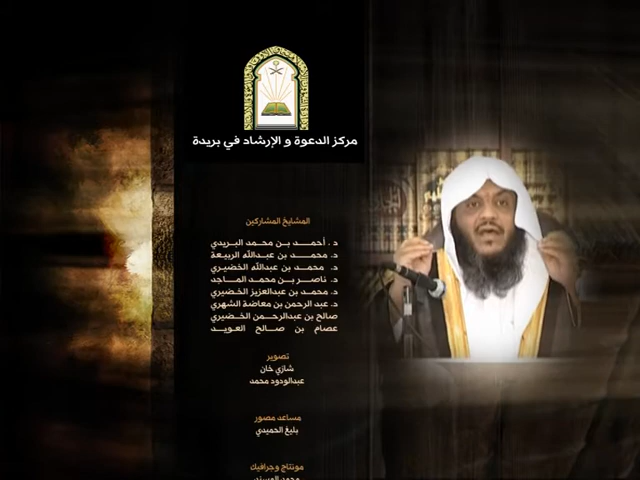 مركز الدعوة و الإرشاد في بريدة
المشايخ المشاركين
د . أحمد بن محمد البريدي
د. محمد بن عبدالله الربيعة
د. محمد بن عبدالله الخضيري
د. ناصر بن محمد الماجد
د. محمد بن عبدالعزيز الخضيري
د. عبد الرحمن بن معاضة الشهري
صالح بن عبدالرحمن الخضيري
عصام بن صالح العويد
تصوير
شازي خان
عبدالودود محمد
مساعد مصور
بليغ الحميدي
مونتاج وجرافيك
محمد المسند